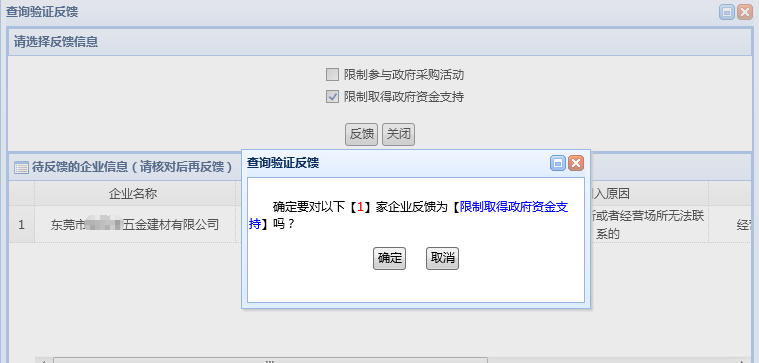 查询验证反馈
请选择反馈信息
限制参与政府采购活动
限制取得政府资金支持
反馈 关闭
待反馈的企业信息（请核对后再反馈）
企业名称
入原因
1 东莞市 五金建材有限公司
或者经营场所无法联
系的
经营
查询验证反馈
确定要对以下【1】家企业反馈为【限制取得政府资金支
持】吗？
确定 取消